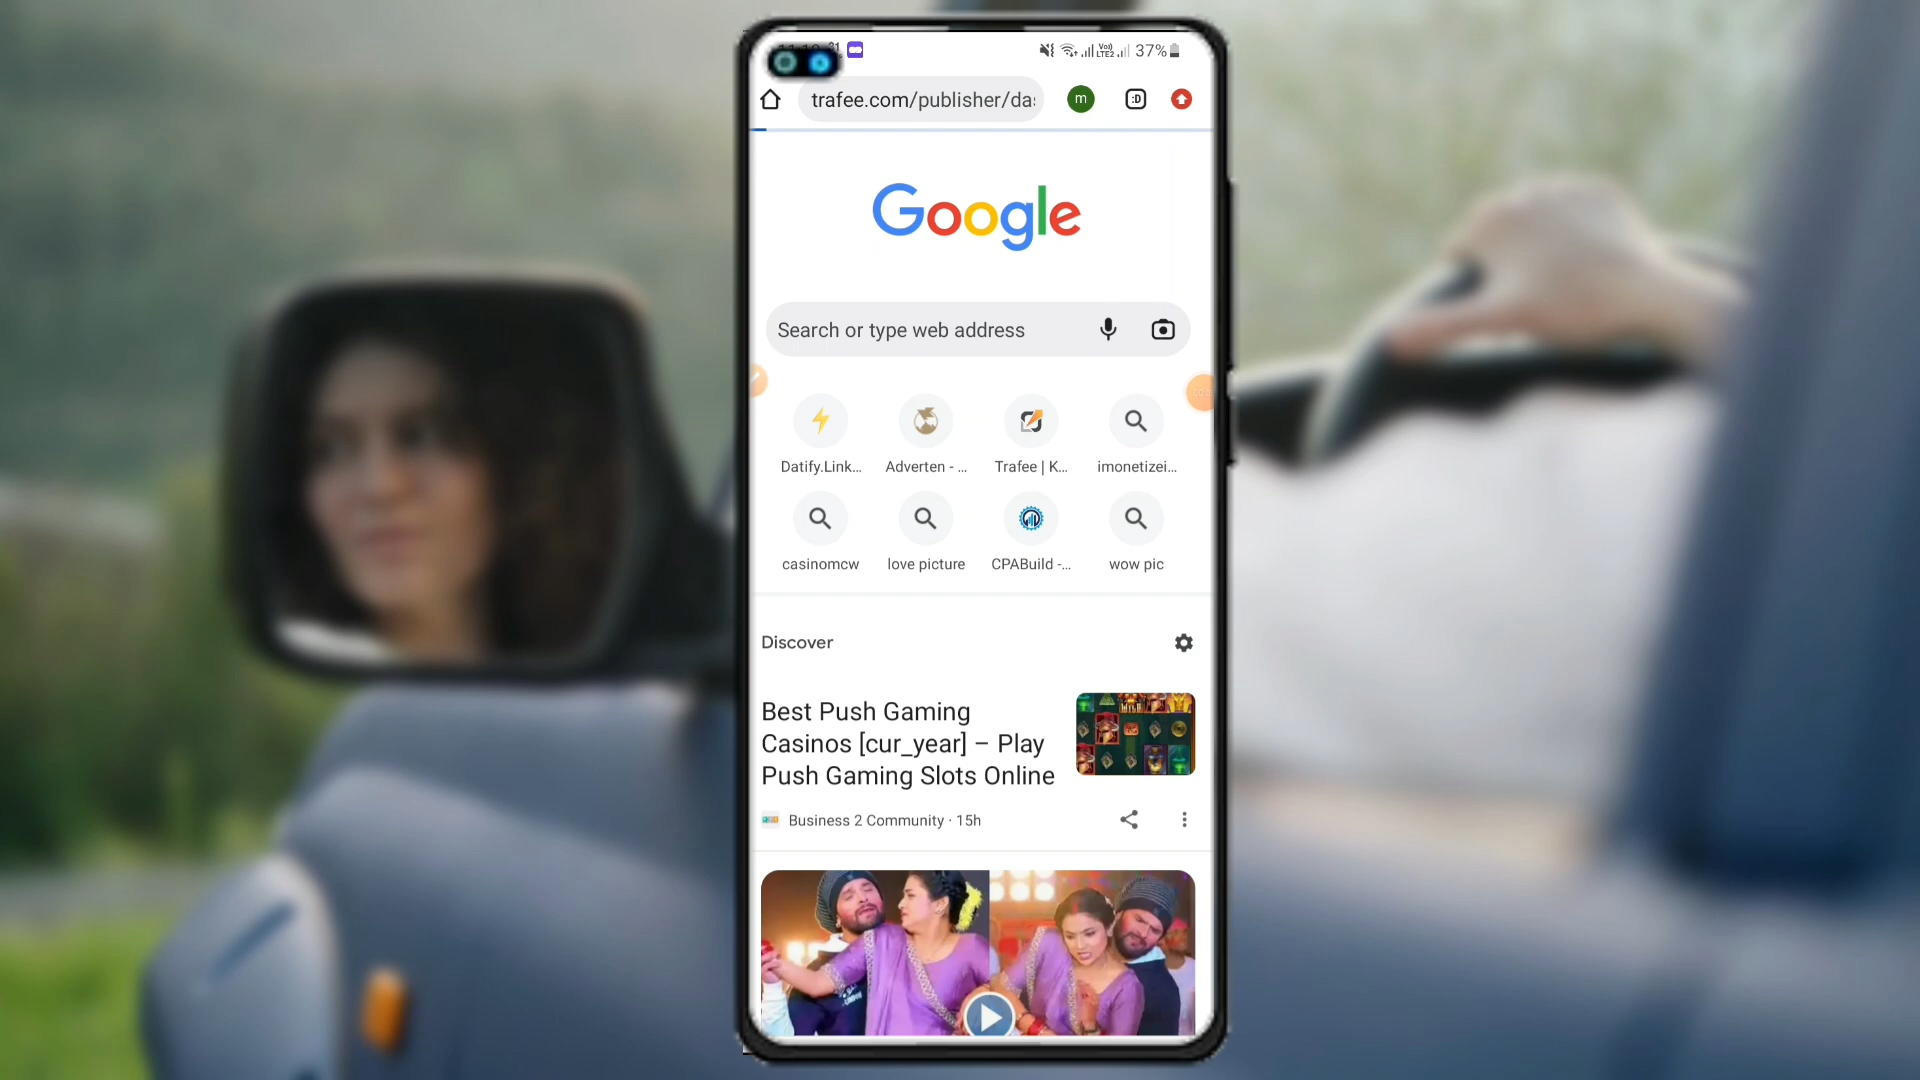 37%
trafee.com/publisher/da
m
:D
Google
Search or type web address
Datify.Link...
Adverten - ...
Trafee | K...
imonetizei...
casinomcw
love picture
CPABuild -...
wow pic
Discover
Best Push Gaming
Casinos [cur_year] – Play
Push Gaming Slots Online
Business 2 Community · 15h